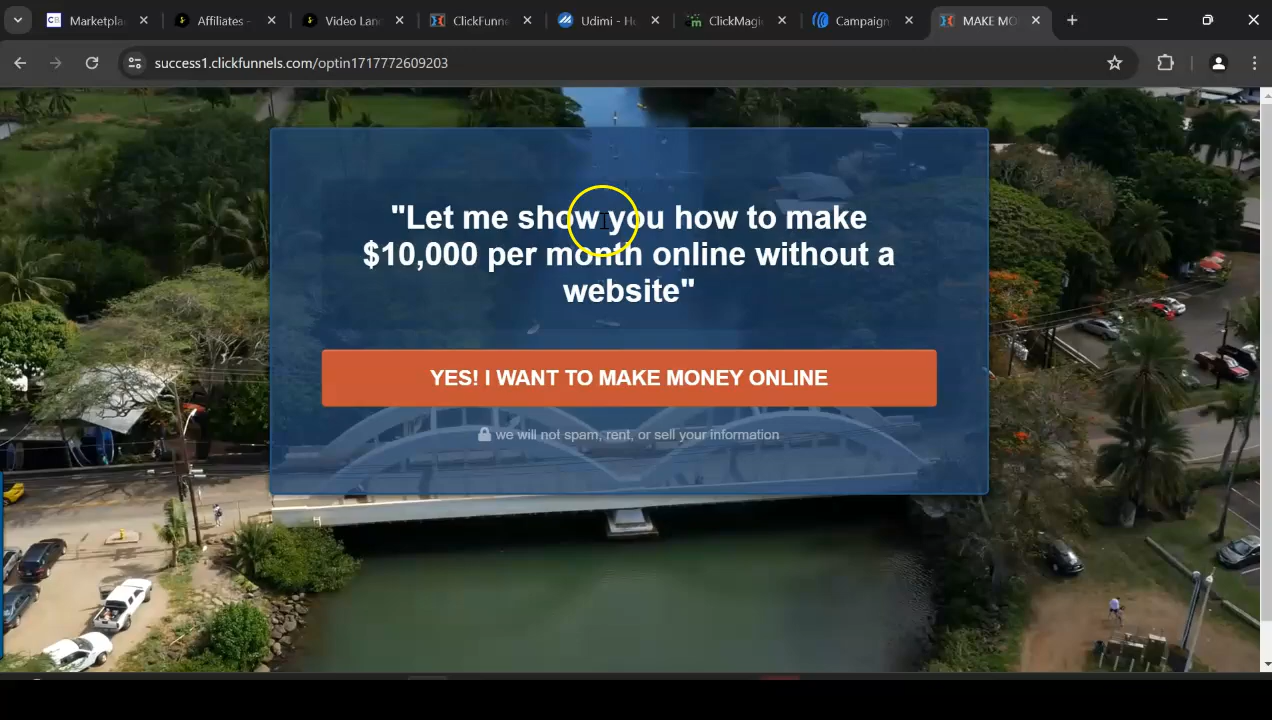 Marketpla
Affiliates -
Video Lan
ClickFunne
Udimi - Ho
ClickMagi
Campaign
MAKE MO
success1.clickfunnels.com/optin1717772609203
"Let me show you how to make
$10,000 per month online without a
website"
YES! I WANT TO MAKE MONEY ONLINE
we will not spam, rent, or sell your information